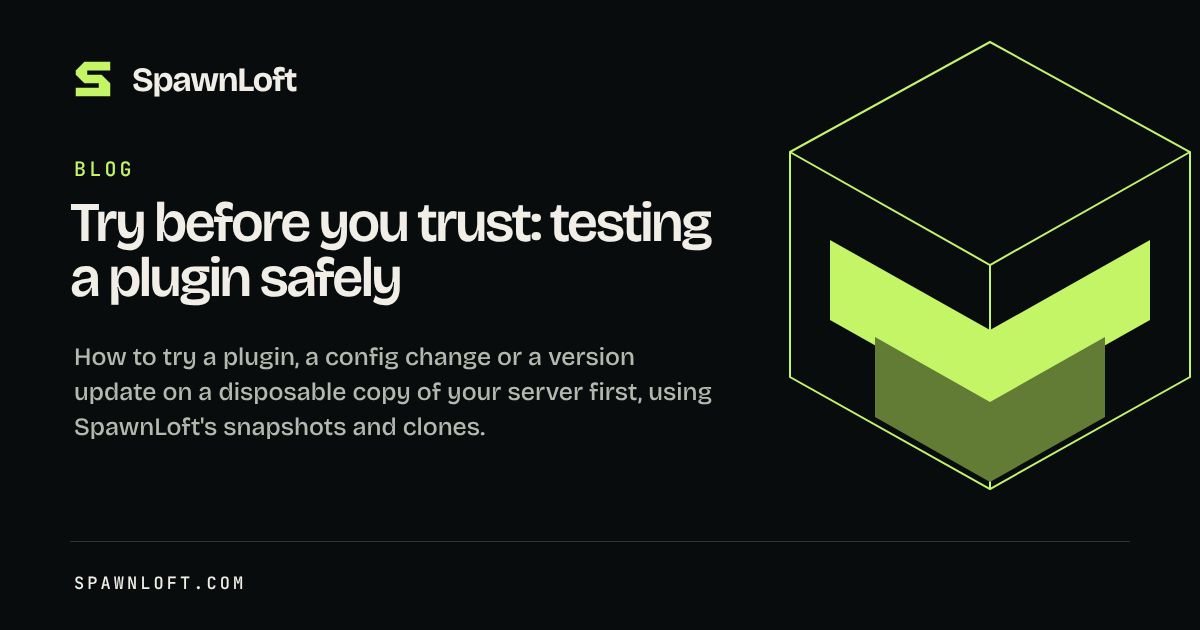 SpawnLoft
BLOG
Try before you trust: testing
a plugin safely
How to try a plugin, a config change or a version
update on a disposable copy of your server first, using
SpawnLoft's snapshots and clones.
SPAWNLOFT.COM